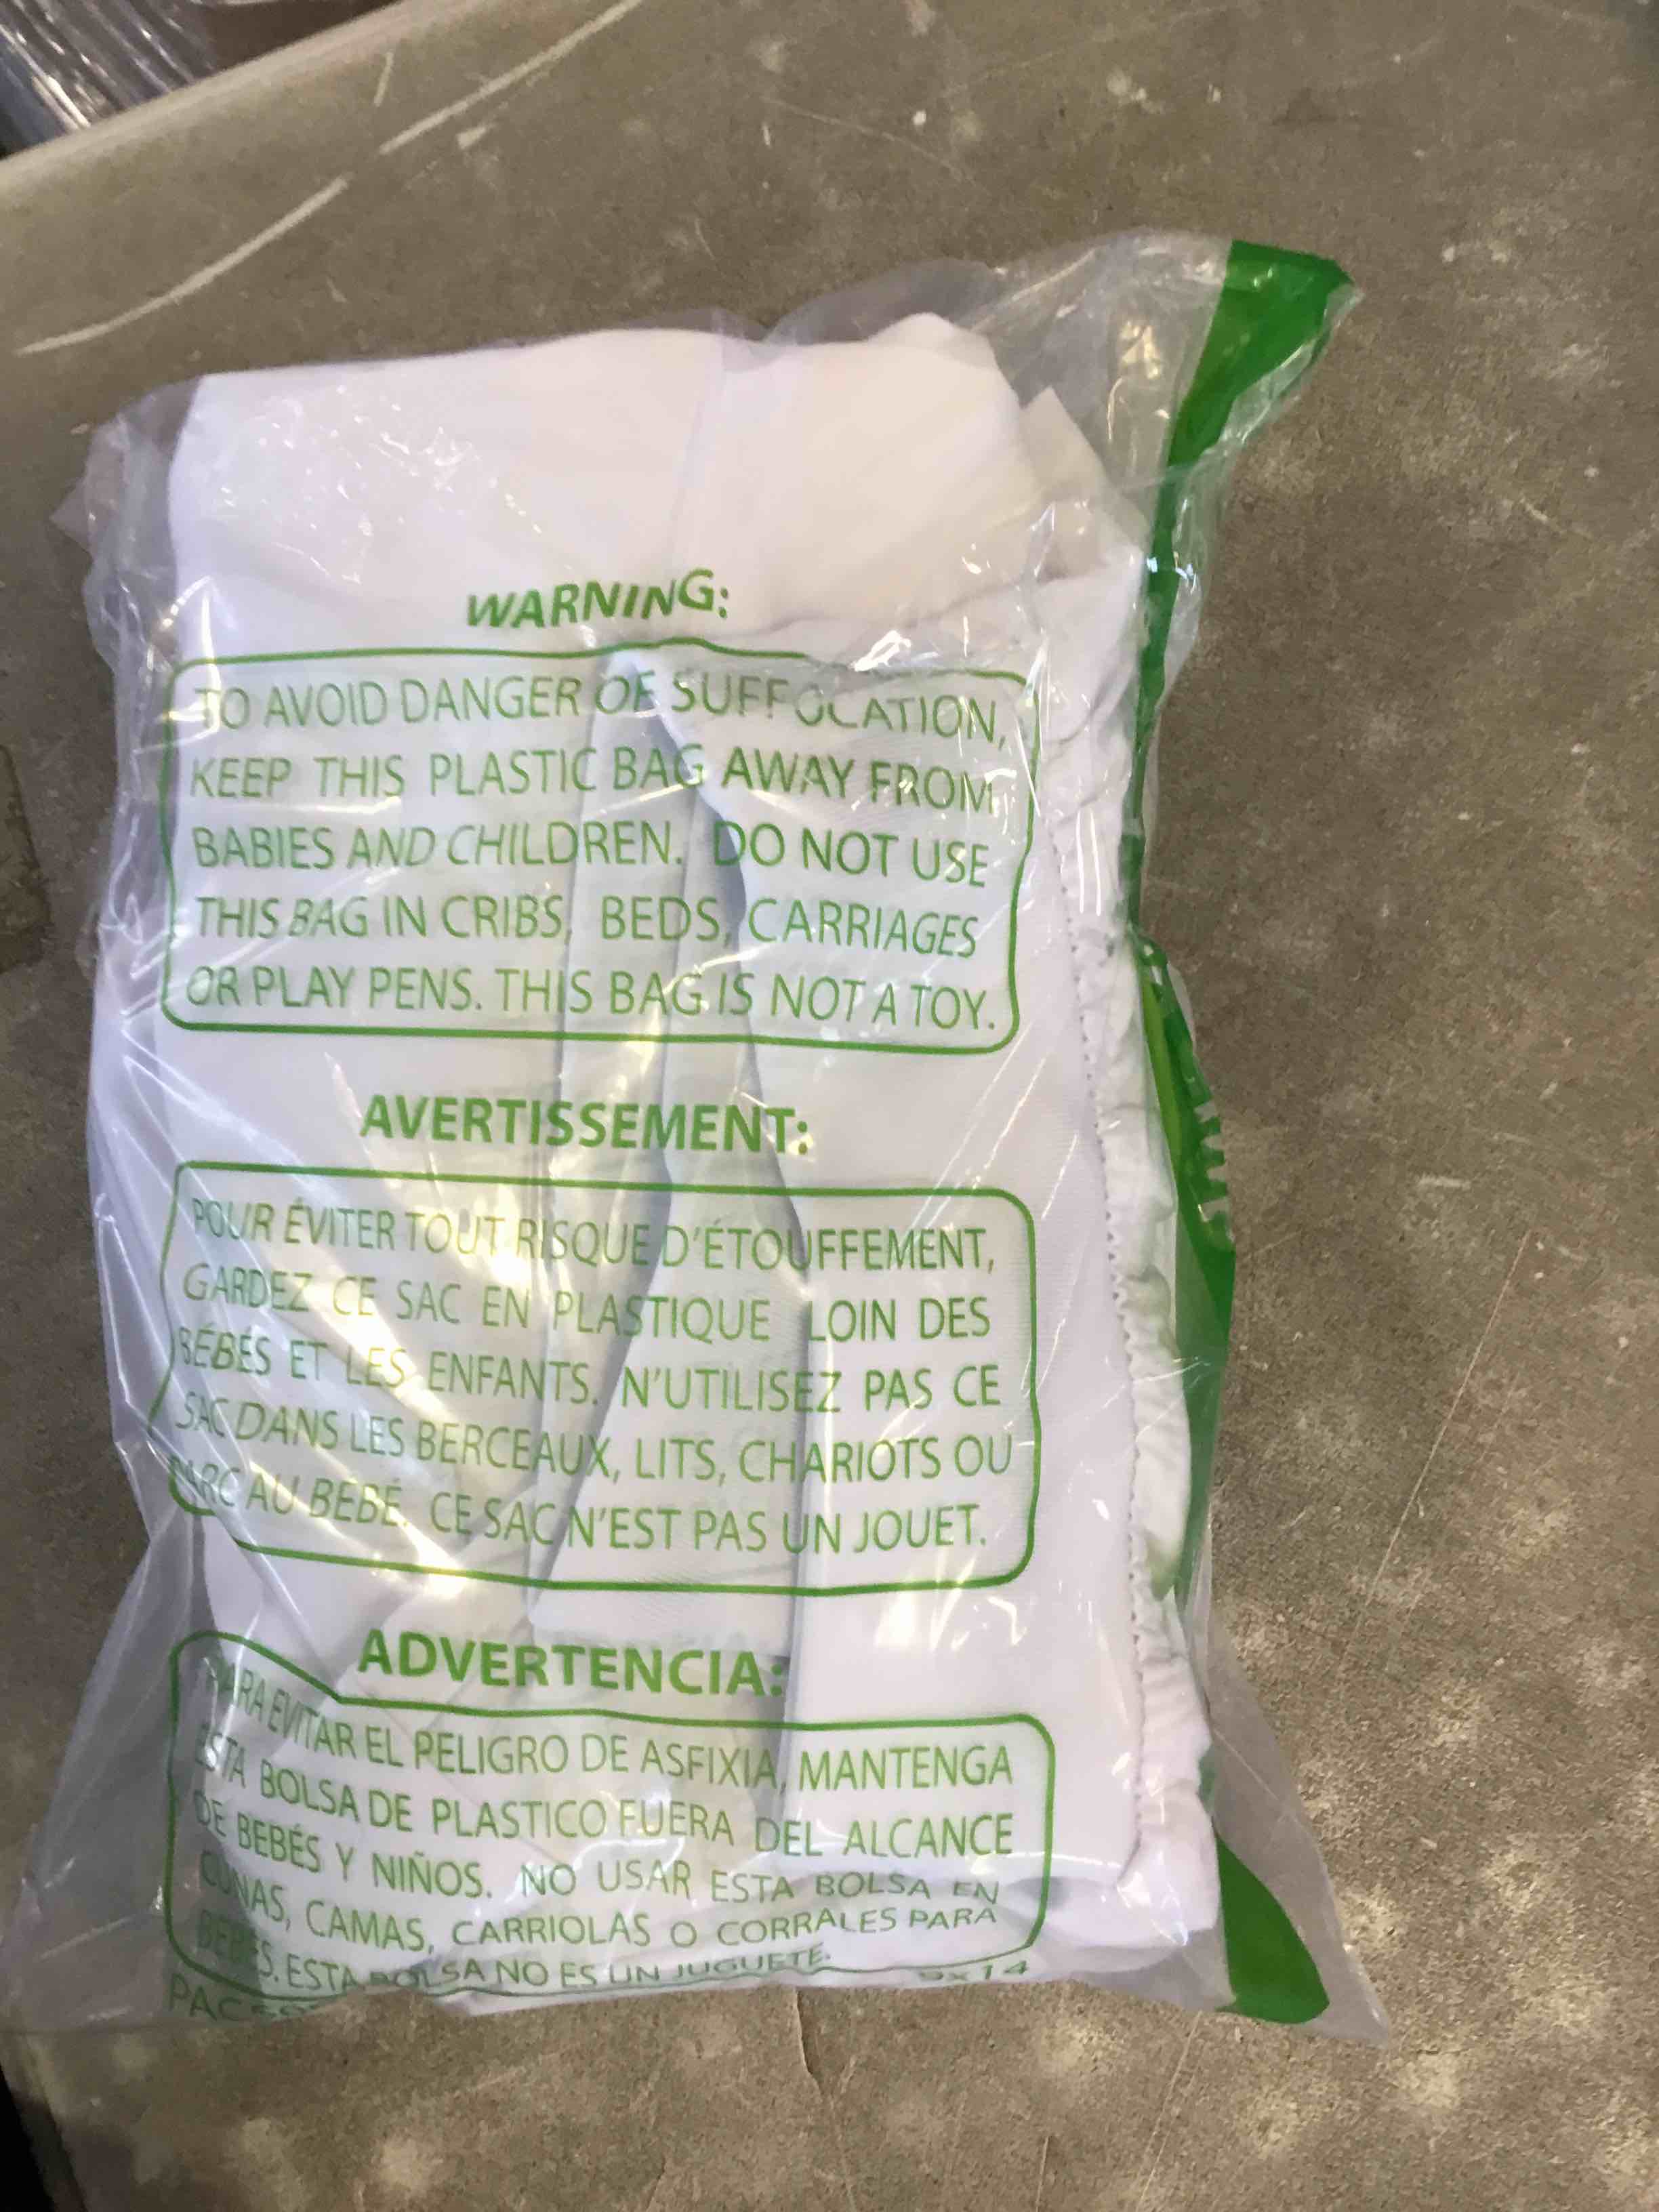 WARNING:
TO AVOID DANGER OF SUFFOCATION,
KEEP THIS PLASTIC BAG AWAY FROM
BABIES AND CHILDREN. DO NOT USE
THIS BAG IN CRIBS, BEDS, CARRIAGES
OR PLAY PENS. THIS BAG IS NOT A TOY.
AVERTISSEMENT:
POUR ÉVITER TOUT RISQUE D'ÉTOUFFEMENT,
GARDEZ CE SAC EN PLASTIQUE LOIN DES
BÉBÉS ET LES ENFANTS. N'UTILISEZ PAS CE
SAC DANS LES BERCEAUX, LITS, CHARIOTS OU
PARC AU BÉBÉ. CE SAC N'EST PAS UN JOUET.
ADVERTENCIA:
PARA EVITAR EL PELIGRO DE ASFIXIA, MANTENGA
ESTA BOLSA DE PLASTICO FUERA DEL ALCANCE
DE BEBÉS Y NIÑOS. NO USAR ESTA BOLSA EN
CUNAS, CAMAS, CARRIOLAS O CORRALES PARA
BEBÉS. ESTA BOLSA NO ES UN JUGUETE.
9x14